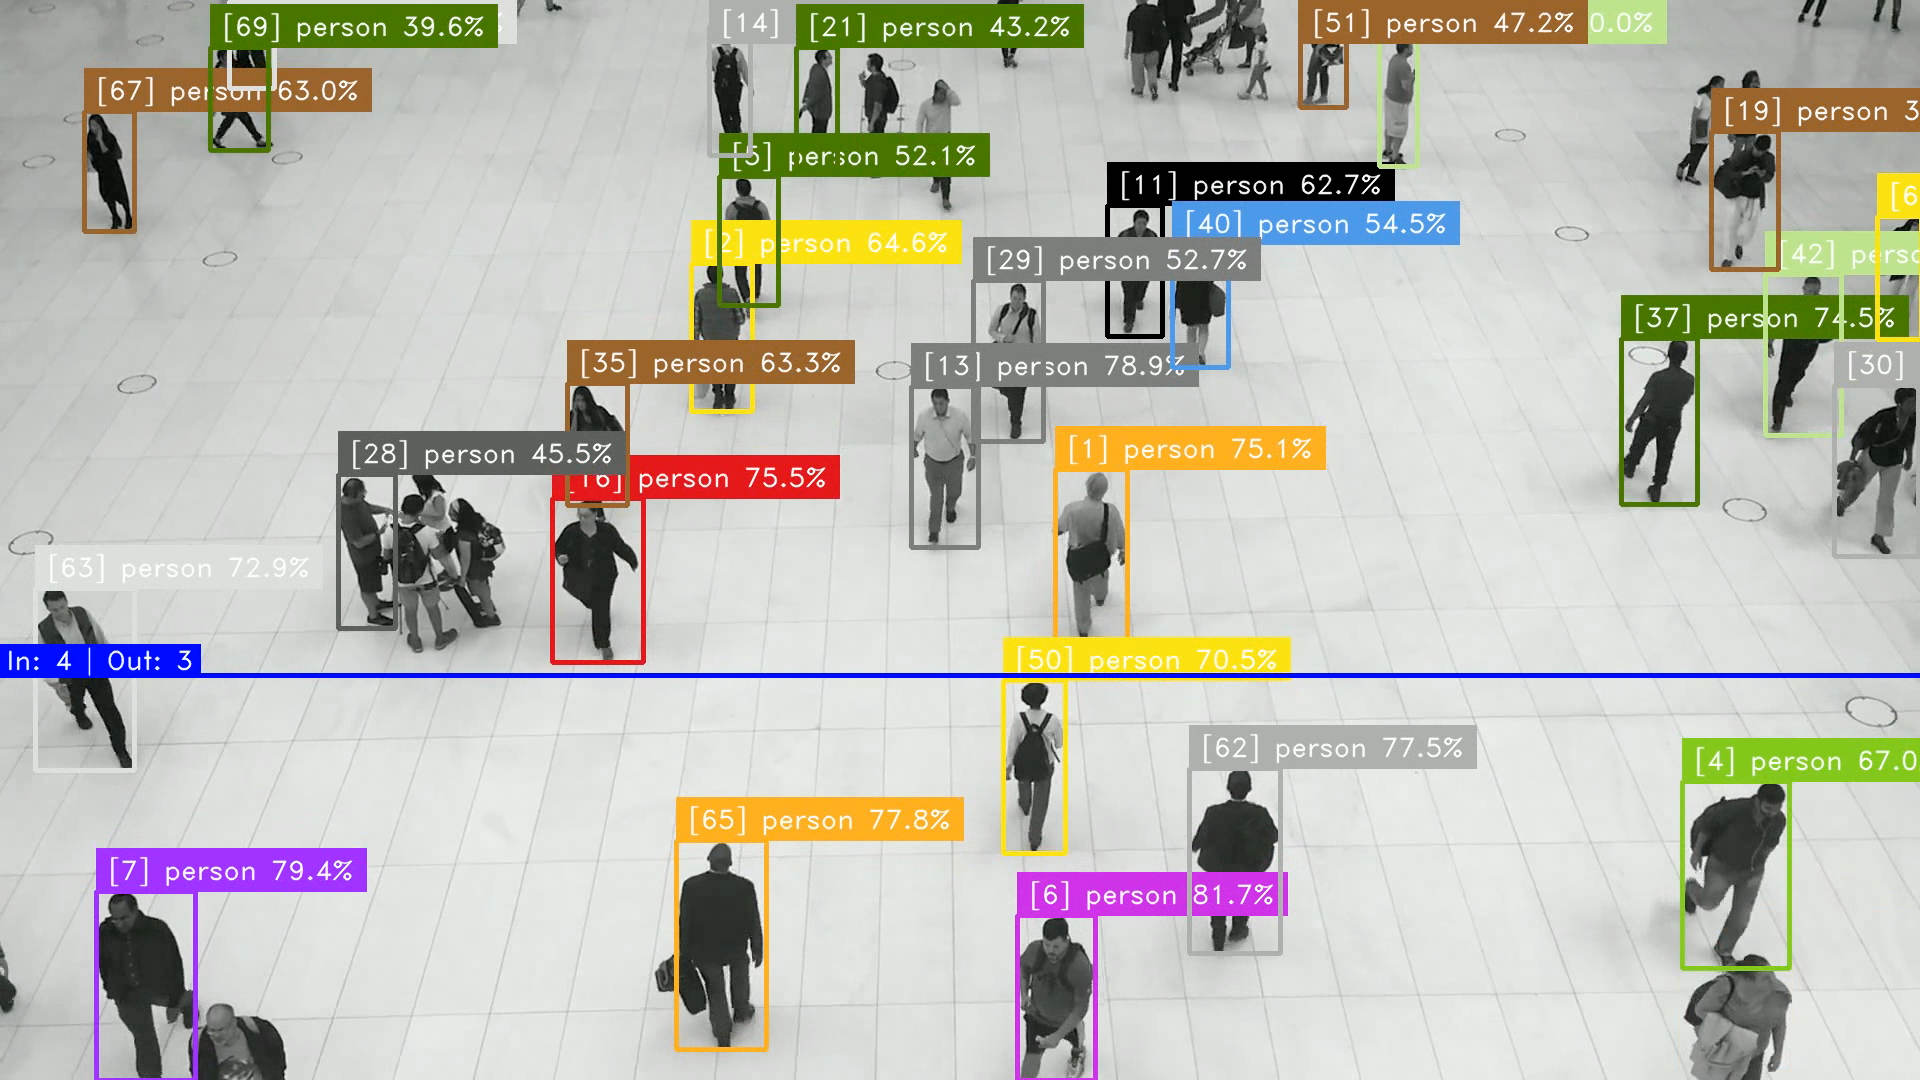 [69] person 39.6%
[14]
[21] person 43.2%
[51] person 47.2%
0.0%
[67] person 63.0%
[19] person 3
[5] person 52.1%
[11] person 62.7%
[6
[40] person 54.5%
[2] person 64.6%
[29] person 52.7%
[42] perso
[37] person 74.5%
[35] person 63.3%
[13] person 78.9%
[30]
[28] person 45.5%
[1] person 75.1%
[16] person 75.5%
[63] person 72.9%
In: 4 | Out: 3
[50] person 70.5%
[62] person 77.5%
[4] person 67.0
[65] person 77.8%
[7] person 79.4%
[6] person 81.7%